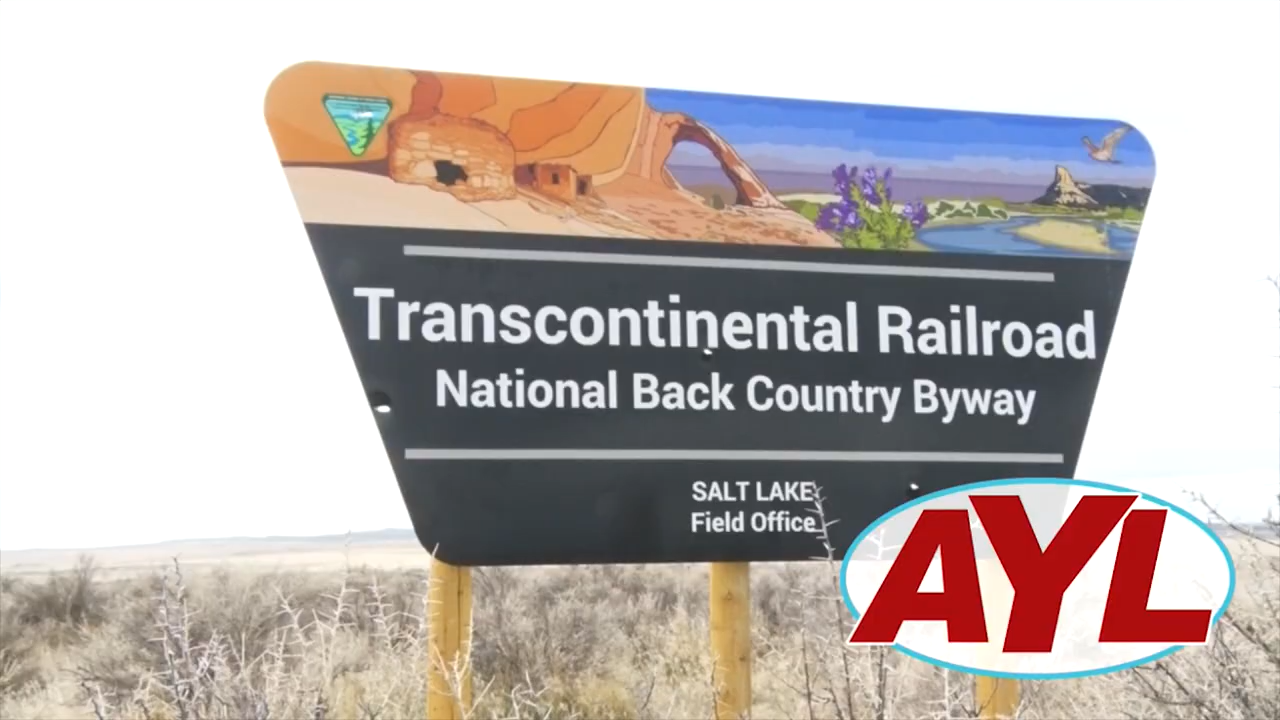 Transcontinental Railroad
National Back Country Byway
SALT LAKE
Field Office
AYL